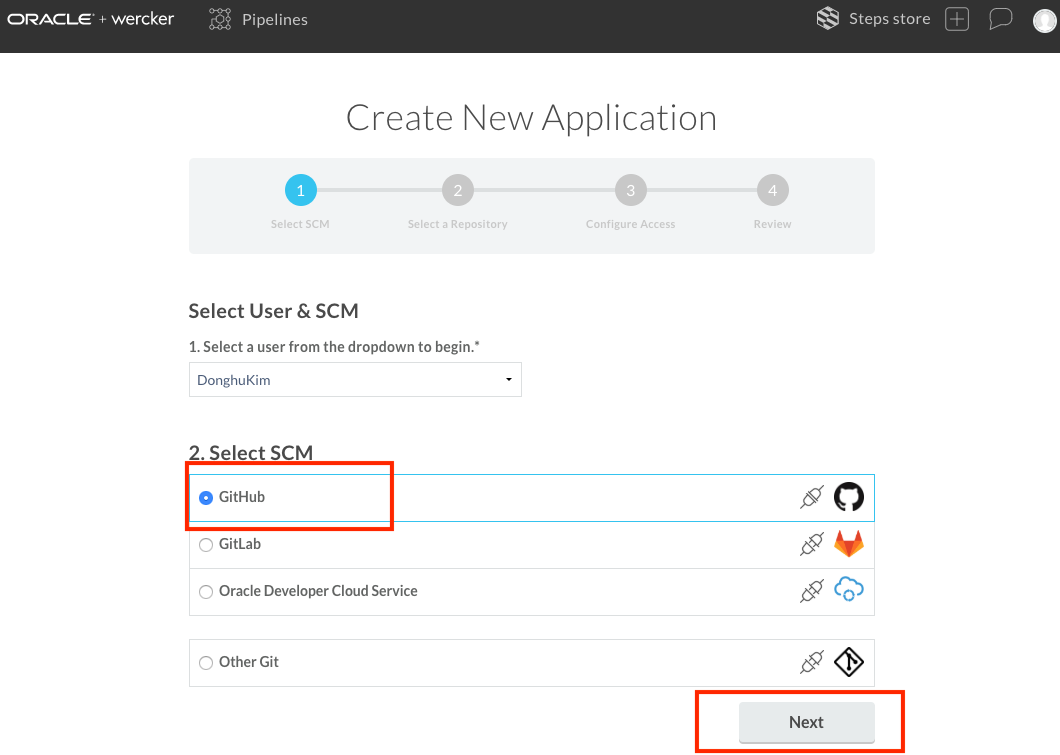 ORACLE + wercker Pipelines Steps store
Create New Application
1 2 3 4
Select SCM Select a Repository Configure Access Review
Select User & SCM
1. Select a user from the dropdown to begin.*
DonghuKim
2. Select SCM
GitHub
GitLab
Oracle Developer Cloud Service
Other Git
Next